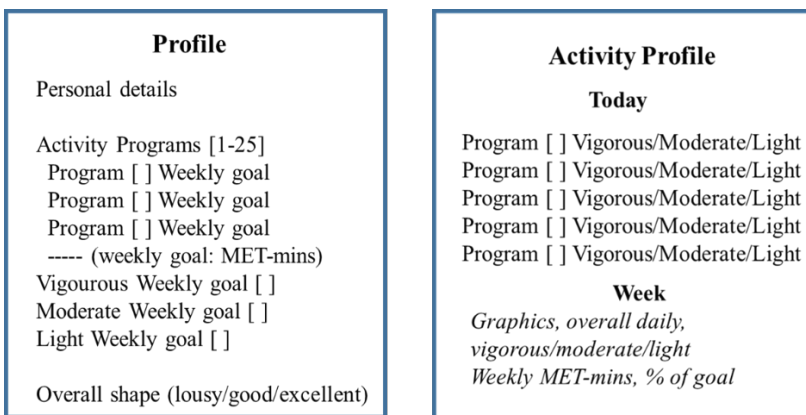 Profile
Personal details
Activity Programs [1-25]
Program [ ] Weekly goal
Program [ ] Weekly goal
Program [ ] Weekly goal
----- (weekly goal: MET-mins)
Vigourous Weekly goal [ ]
Moderate Weekly goal [ ]
Light Weekly goal [ ]
Overall shape (lousy/good/excellent)
Activity Profile
Today
Program [ ] Vigorous/Moderate/Light
Program [ ] Vigorous/Moderate/Light
Program [ ] Vigorous/Moderate/Light
Program [ ] Vigorous/Moderate/Light
Program [ ] Vigorous/Moderate/Light
Week
Graphics, overall daily,
vigorous/moderate/light
Weekly MET-mins, % of goal